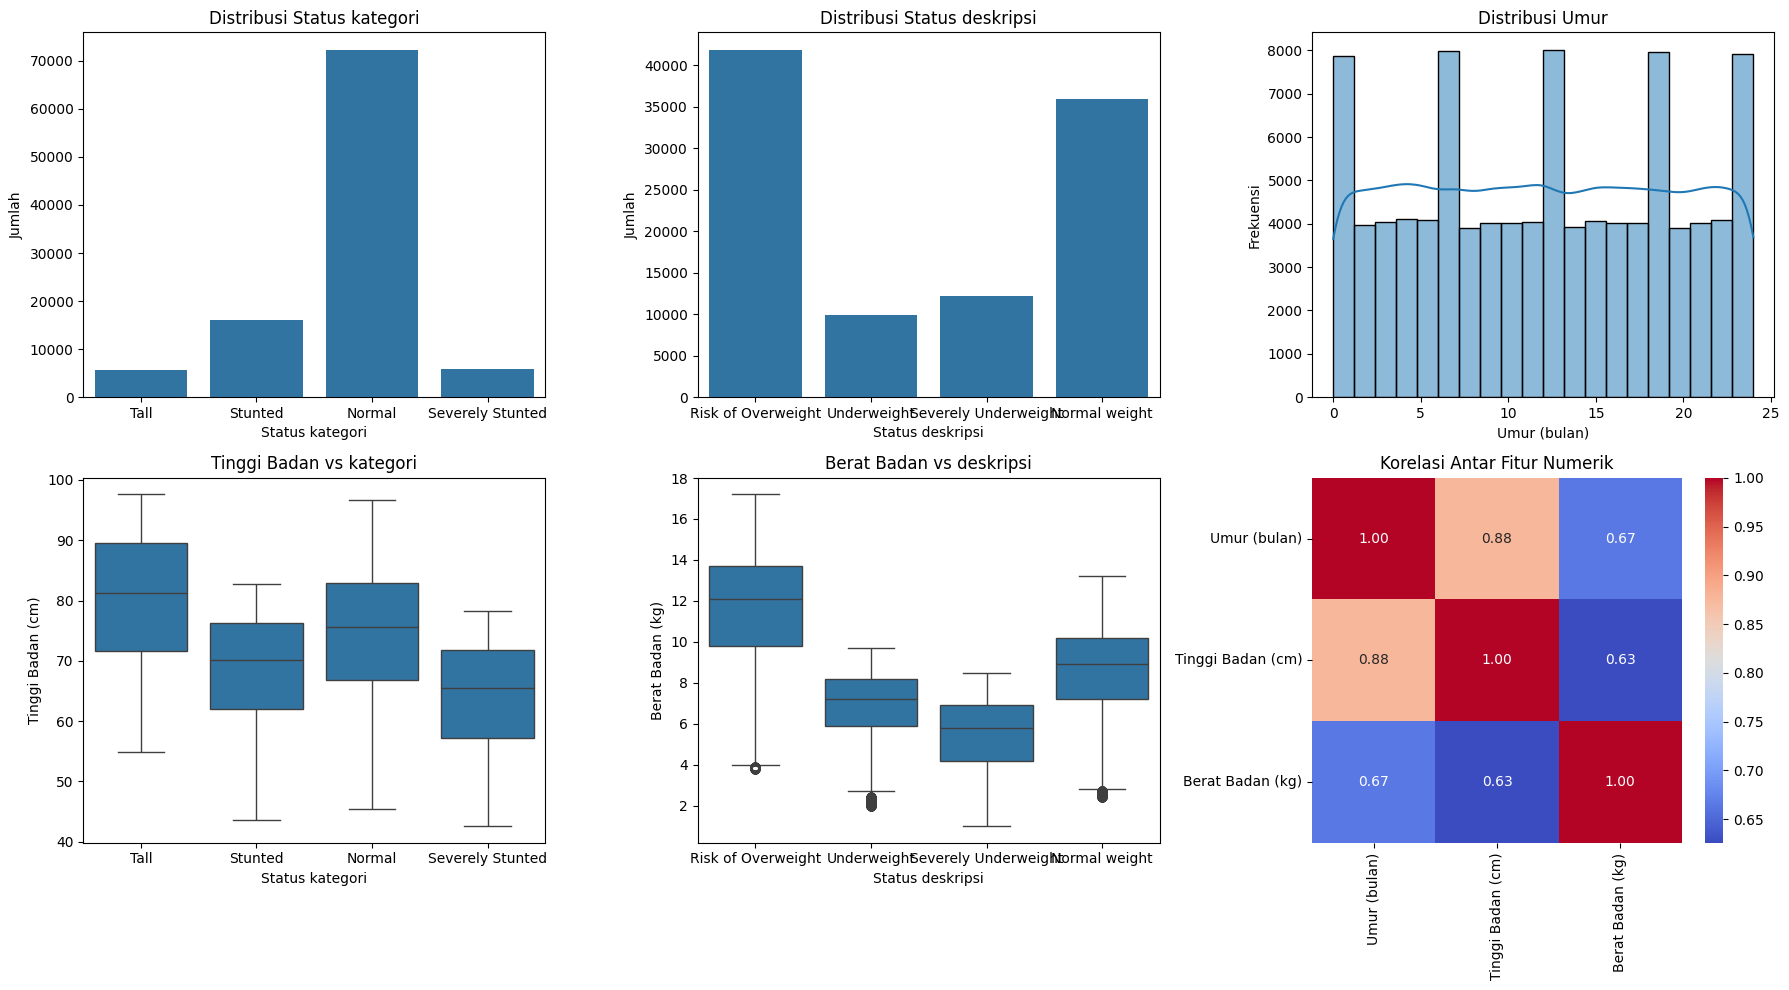 Distribusi Status kategori
Jumlah
70000
60000
50000
40000
30000
20000
10000
0
Tall Stunted Normal Severely Stunted
Status kategori
Distribusi Status deskripsi
Jumlah
40000
35000
30000
25000
20000
15000
10000
5000
0
Risk of Overweight Underweight Severely Underweight Normal weight
Status deskripsi
Distribusi Umur
Frekuensi
8000
7000
6000
5000
4000
3000
2000
1000
0
0 5 10 15 20 25
Umur (bulan)
Tinggi Badan vs kategori
Tinggi Badan (cm)
100
90
80
70
60
50
40
Tall Stunted Normal Severely Stunted
Status kategori
Berat Badan vs deskripsi
Berat Badan (kg)
18
16
14
12
10
8
6
4
2
Risk of Overweight Underweight Severely Underweight Normal weight
Status deskripsi
Korelasi Antar Fitur Numerik
Umur (bulan) 1.00 0.88 0.67
Tinggi Badan (cm) 0.88 1.00 0.63
Berat Badan (kg) 0.67 0.63 1.00
Umur (bulan)
Tinggi Badan (cm)
Berat Badan (kg)
1.00
0.95
0.90
0.85
0.80
0.75
0.70
0.65